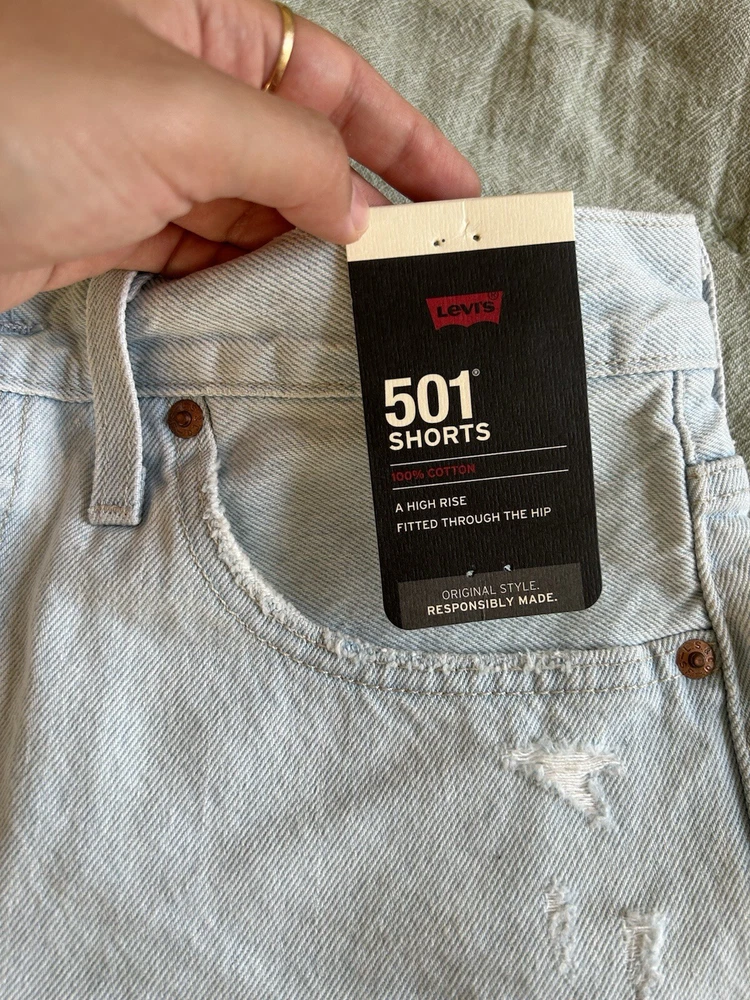 Levi's®
501®
SHORTS
100% COTTON
A HIGH RISE
FITTED THROUGH THE HIP
ORIGINAL STYLE.
RESPONSIBLY MADE.